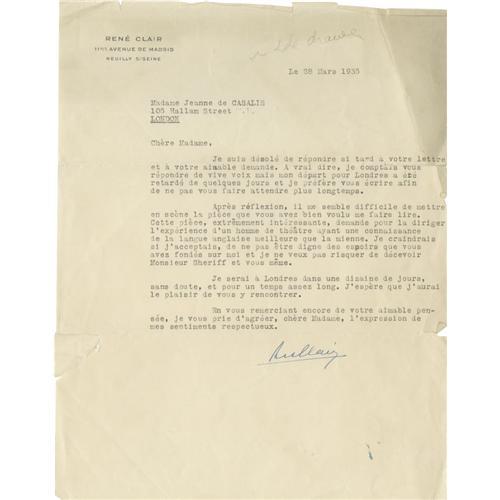 RENÉ CLAIR
AVENUE DE MADRID
NEUILLY S/SEINE
Le 28 Mars 1935
Madame Jeanne de CASALIS
105 Hallam Street
LONDON
Chère Madame,
Je suis désolé de répondre si tard à votre lettre
et à votre aimable demande. A vrai dire, je comptais vous
répondre de vive voix mais mon départ pour Londres a été
retardé de quelques jours et je préfère vous écrire afin
de ne pas vous faire attendre plus longtemps.
Après réflexion, il me semble difficile de mettre
en scène la pièce que vous avez bien voulu me faire lire.
Cette pièce, extrêmement intéressante, demande pour la diriger
l'expérience d'un homme de théâtre ayant une connaissance
de la langue anglaise meilleure que la mienne. Je craindrais
si j'acceptais, de ne pas être digne des espoirs que vous
avez fondés sur moi et je ne veux pas risquer de décevoir
Monsieur Sheriff et vous même.
Je serai à Londres dans une dizaine de jours,
sans doute, et pour un temps assez long. J'espère que j'aurai
le plaisir de vous y rencontrer.
En vous remerciant encore de votre aimable pen-
sée, je vous prie d'agréer, chère Madame, l'expression de
mes sentiments respectueux.